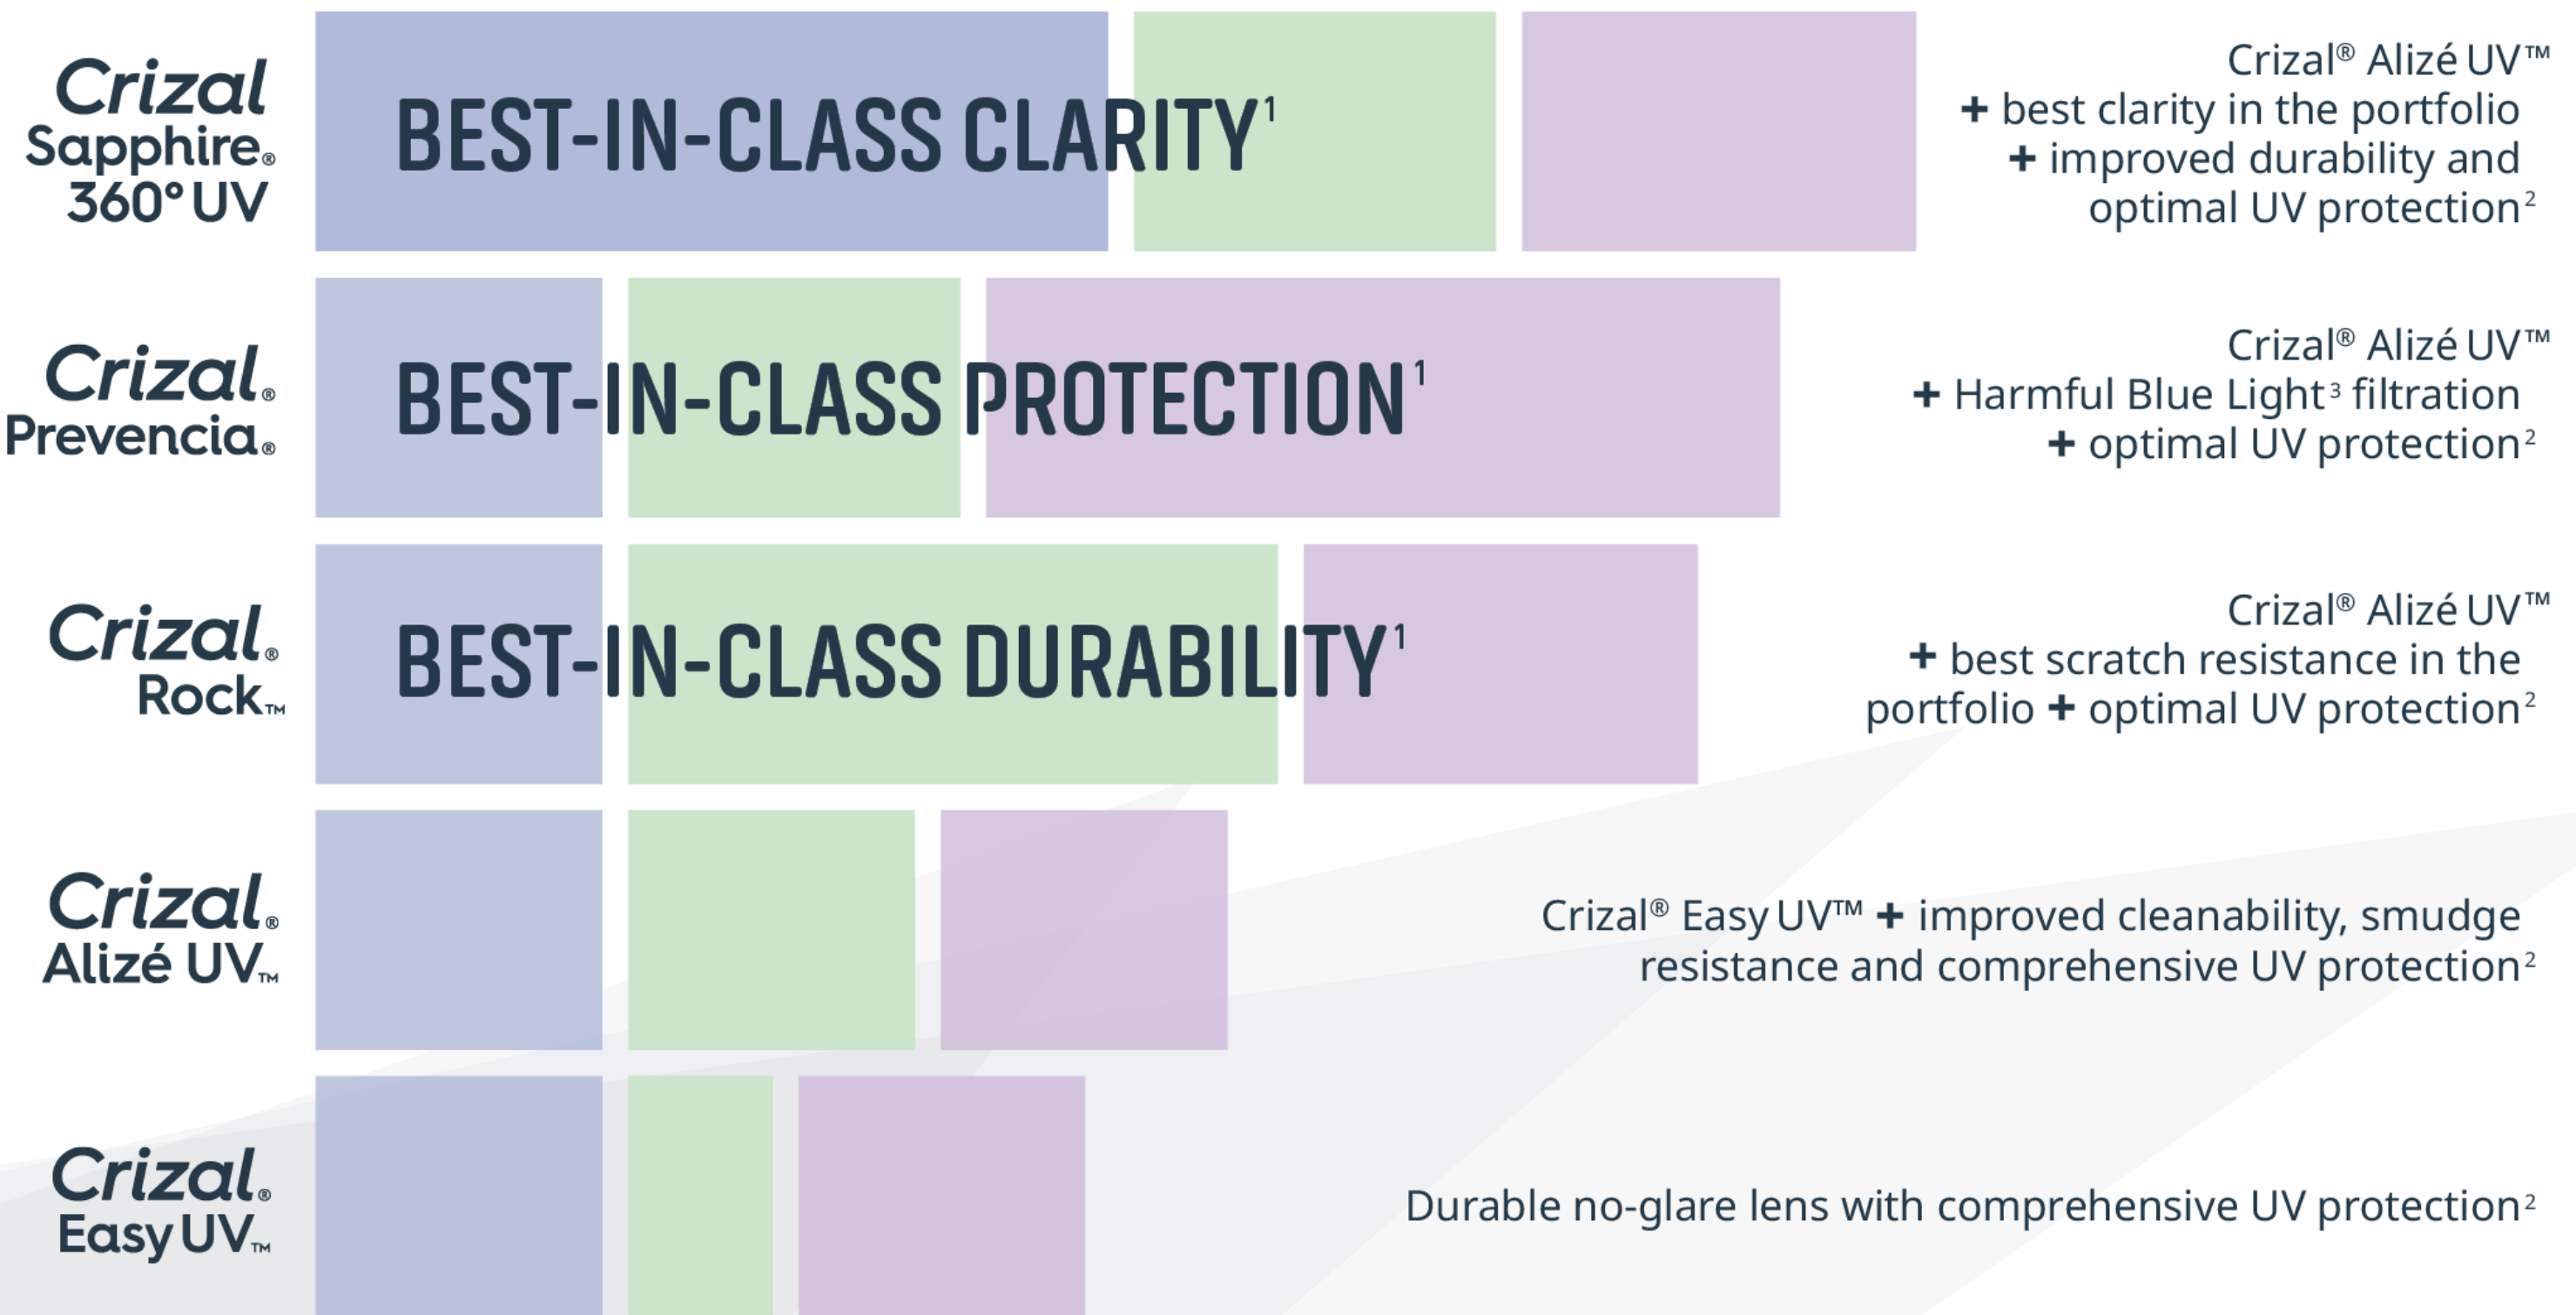 Crizal
Sapphire®
360° UV
BEST-IN-CLASS CLARITY¹
Crizal® Alizé UV™
+ best clarity in the portfolio
+ improved durability and
optimal UV protection²
Crizal®
Prevencia®
BEST-IN-CLASS PROTECTION¹
Crizal® Alizé UV™
+ Harmful Blue Light³ filtration
+ optimal UV protection²
Crizal®
Rock™
BEST-IN-CLASS DURABILITY¹
Crizal® Alizé UV™
+ best scratch resistance in the
portfolio + optimal UV protection²
Crizal®
Alizé UV™
Crizal® Easy UV™ + improved cleanability, smudge
resistance and comprehensive UV protection²
Crizal®
Easy UV™
Durable no-glare lens with comprehensive UV protection²